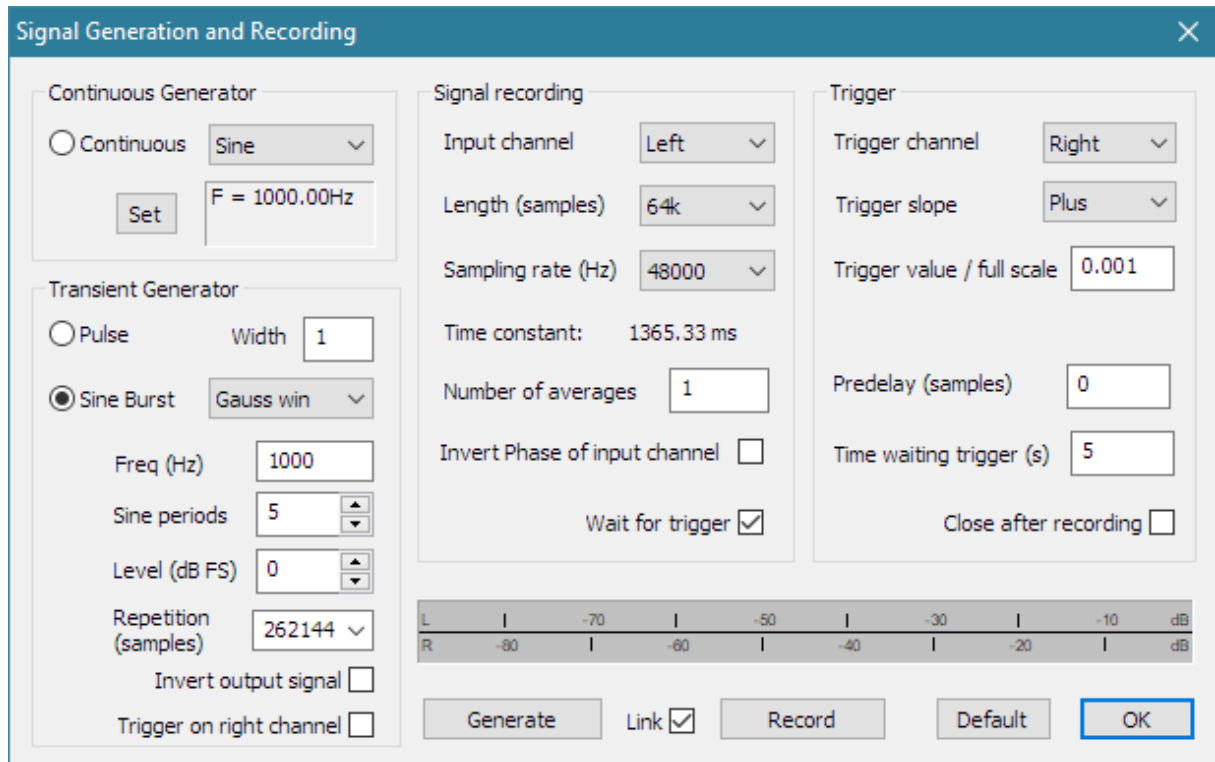 Signal Generation and Recording
Continuous Generator
Continuous Sine
Set F = 1000.00Hz
Transient Generator
Pulse Width 1
Sine Burst Gauss win
Freq (Hz) 1000
Sine periods 5
Level (dB FS) 0
Repetition
(samples) 262144
Invert output signal
Trigger on right channel
Signal recording
Input channel Left
Length (samples) 64k
Sampling rate (Hz) 48000
Time constant: 1365.33 ms
Number of averages 1
Invert Phase of input channel
Wait for trigger
Trigger
Trigger channel Right
Trigger slope Plus
Trigger value / full scale 0.001
Predelay (samples) 0
Time waiting trigger (s) 5
Close after recording
L -70 -50 -30 -10 dB
R -80 -60 -40 -20 dB
Generate Link Record Default OK